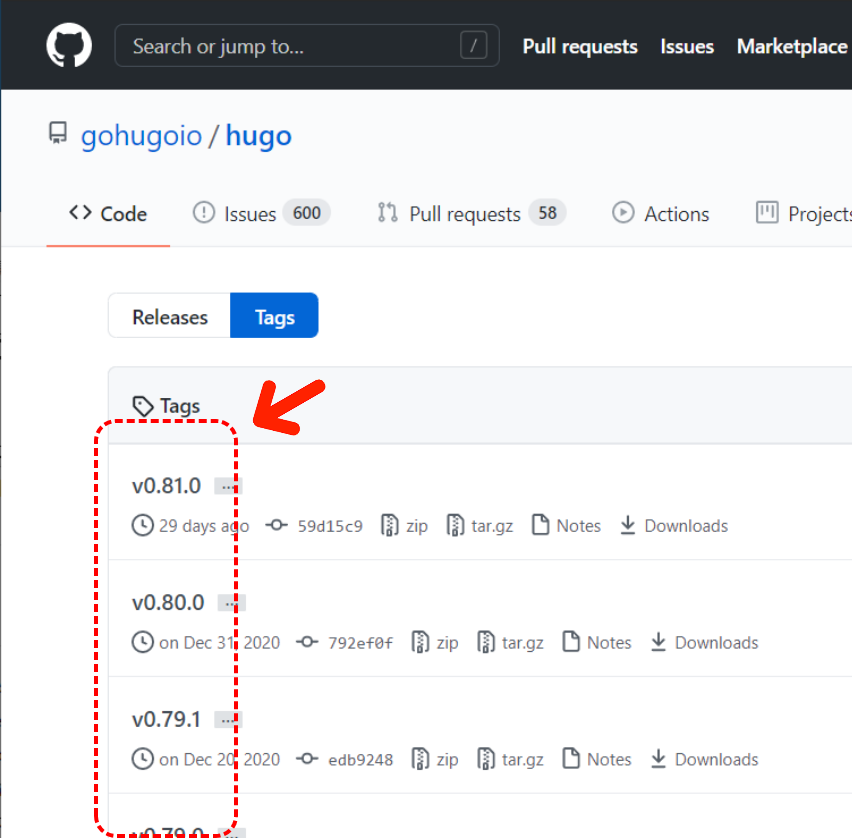 Search or jump to... / Pull requests Issues Marketplace
gohugoio / hugo
<> Code Issues 600 Pull requests 58 Actions Projects
Releases Tags
Tags
v0.81.0 ...
29 days ago 59d15c9 zip tar.gz Notes Downloads
v0.80.0 ...
on Dec 31, 2020 792ef0f zip tar.gz Notes Downloads
v0.79.1 ...
on Dec 20, 2020 edb9248 zip tar.gz Notes Downloads
v0.79.0 ...